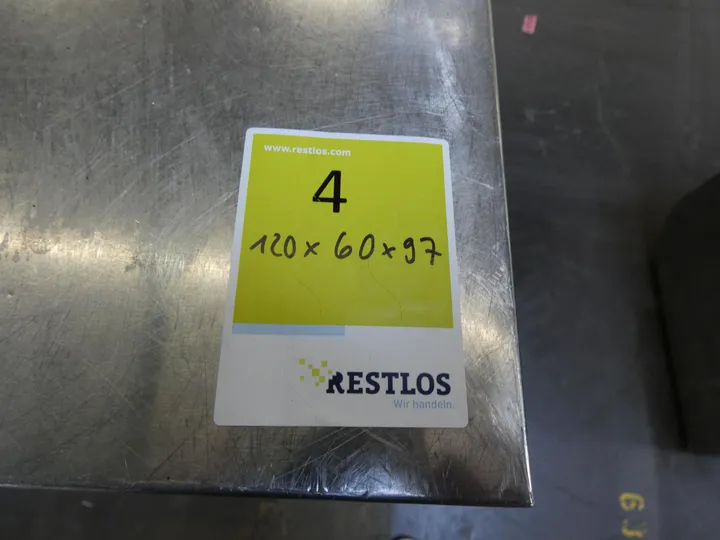 www.restlos.com
4
120 x 60 x 97
RESTLOS
Wir handeln.